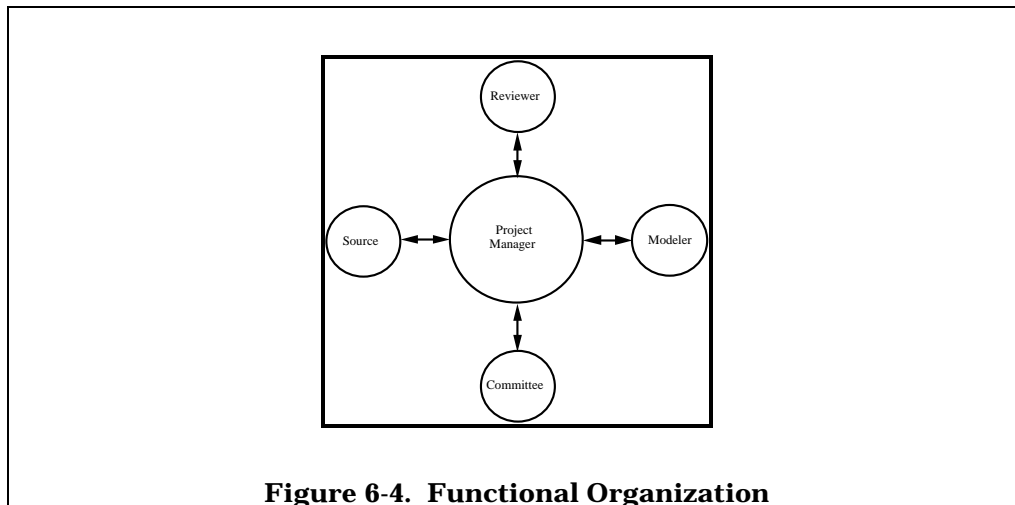 Reviewer
Source
Project
Manager
Modeler
Committee
Figure 6-4. Functional Organization